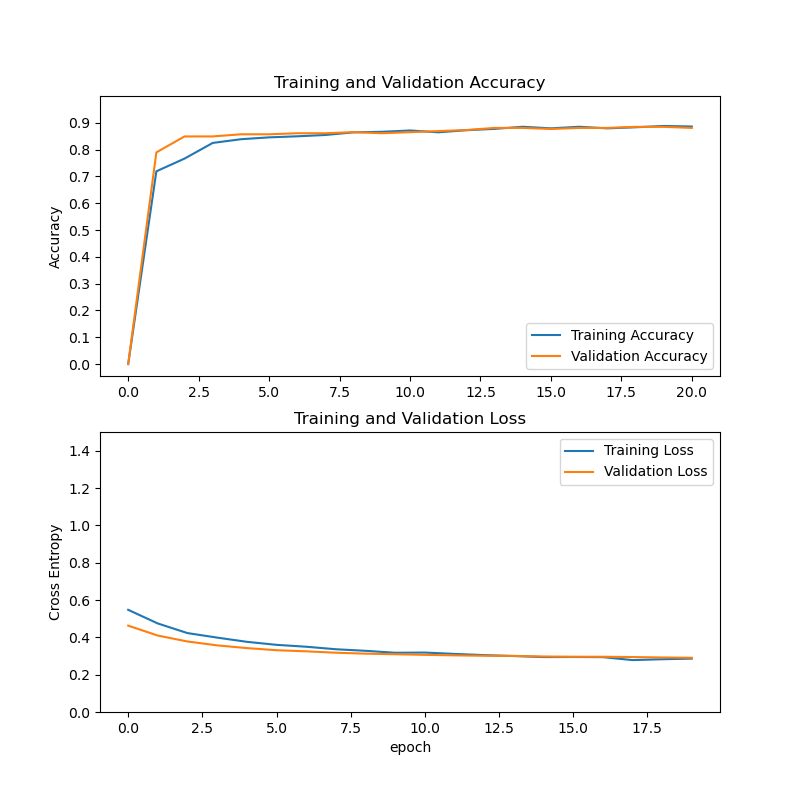 Training and Validation Accuracy
Accuracy
0.9
0.8
0.7
0.6
0.5
0.4
0.3
0.2
0.1
0.0
Training Accuracy
Validation Accuracy
0.0 2.5 5.0 7.5 10.0 12.5 15.0 17.5 20.0
Training and Validation Loss
Cross Entropy
1.4
1.2
1.0
0.8
0.6
0.4
0.2
0.0
Training Loss
Validation Loss
0.0 2.5 5.0 7.5 10.0 12.5 15.0 17.5
epoch